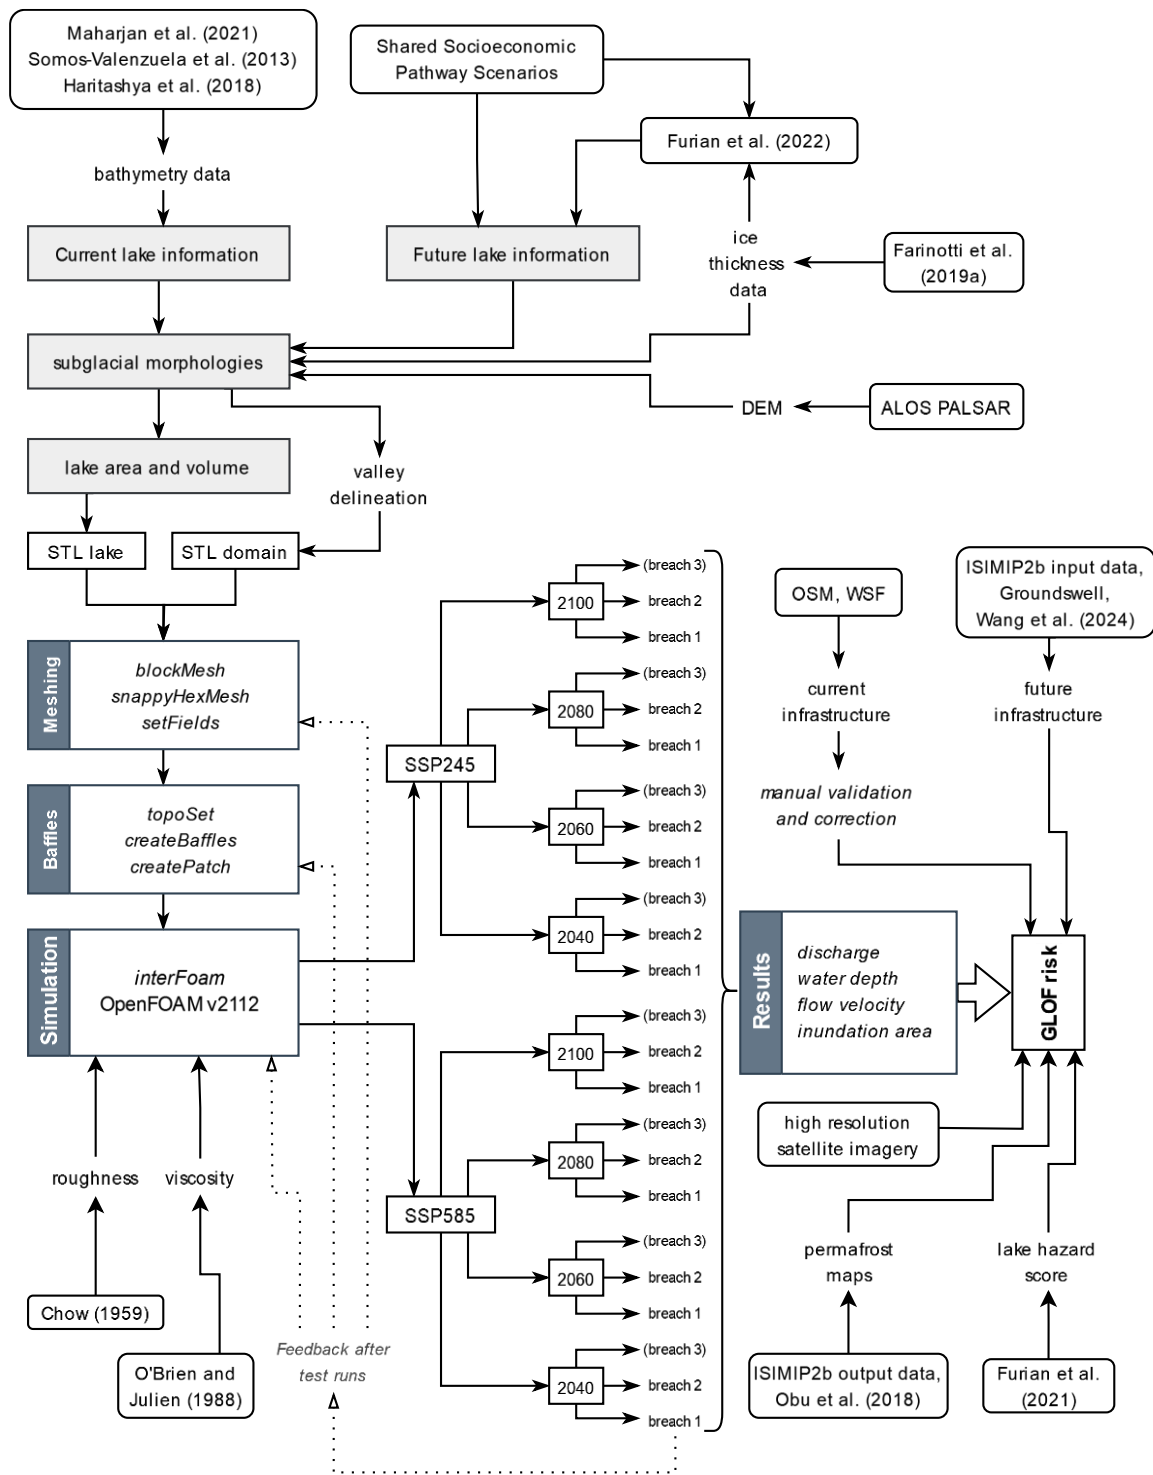 Maharjan et al. (2021)
Somos-Valenzuela et al. (2013)
Haritashya et al. (2018)
bathymetry data
Current lake information
Shared Socioeconomic
Pathway Scenarios
Furian et al. (2022)
Future lake information
ice
thickness
data
Farinotti et al.
(2019a)
subglacial morphologies
DEM
ALOS PALSAR
lake area and volume
valley
delineation
STL lake
STL domain
Meshing
blockMesh
snappyHexMesh
setFields
Baffles
topoSet
createBaffles
createPatch
Simulation
interFoam
OpenFOAM v2112
roughness
viscosity
Chow (1959)
O'Brien and
Julien (1988)
Feedback after
test runs
SSP245
2100
(breach 3)
breach 2
breach 1
2080
(breach 3)
breach 2
breach 1
2060
(breach 3)
breach 2
breach 1
2040
(breach 3)
breach 2
breach 1
SSP585
2100
(breach 3)
breach 2
breach 1
2080
(breach 3)
breach 2
breach 1
2060
(breach 3)
breach 2
breach 1
2040
(breach 3)
breach 2
breach 1
OSM, WSF
current
infrastructure
manual validation
and correction
ISIMIP2b input data,
Groundswell,
Wang et al. (2024)
future
infrastructure
Results
discharge
water depth
flow velocity
inundation area
GLOF risk
high resolution
satellite imagery
permafrost
maps
lake hazard
score
ISIMIP2b output data,
Obu et al. (2018)
Furian et al.
(2021)